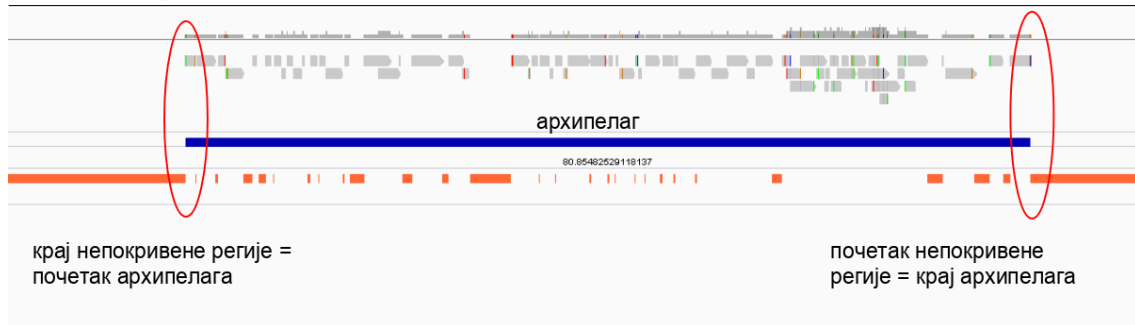 архипелаг
80.85482529118137
крај непокривене регије =
почетак архипелага
почетак непокривене
регије = крај архипелага